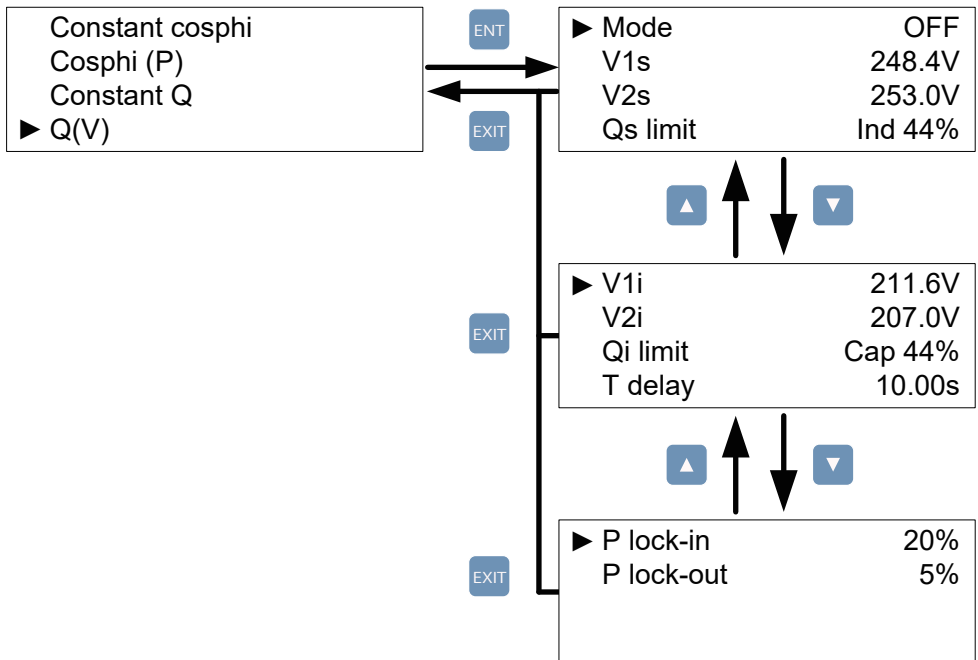 Constant cosphi
Cosphi (P)
Constant Q
► Q(V)
ENT
EXIT
► Mode OFF
V1s 248.4V
V2s 253.0V
Qs limit Ind 44%
▲ ▼
EXIT
► V1i 211.6V
V2i 207.0V
Qi limit Cap 44%
T delay 10.00s
▲ ▼
EXIT
► P lock-in 20%
P lock-out 5%